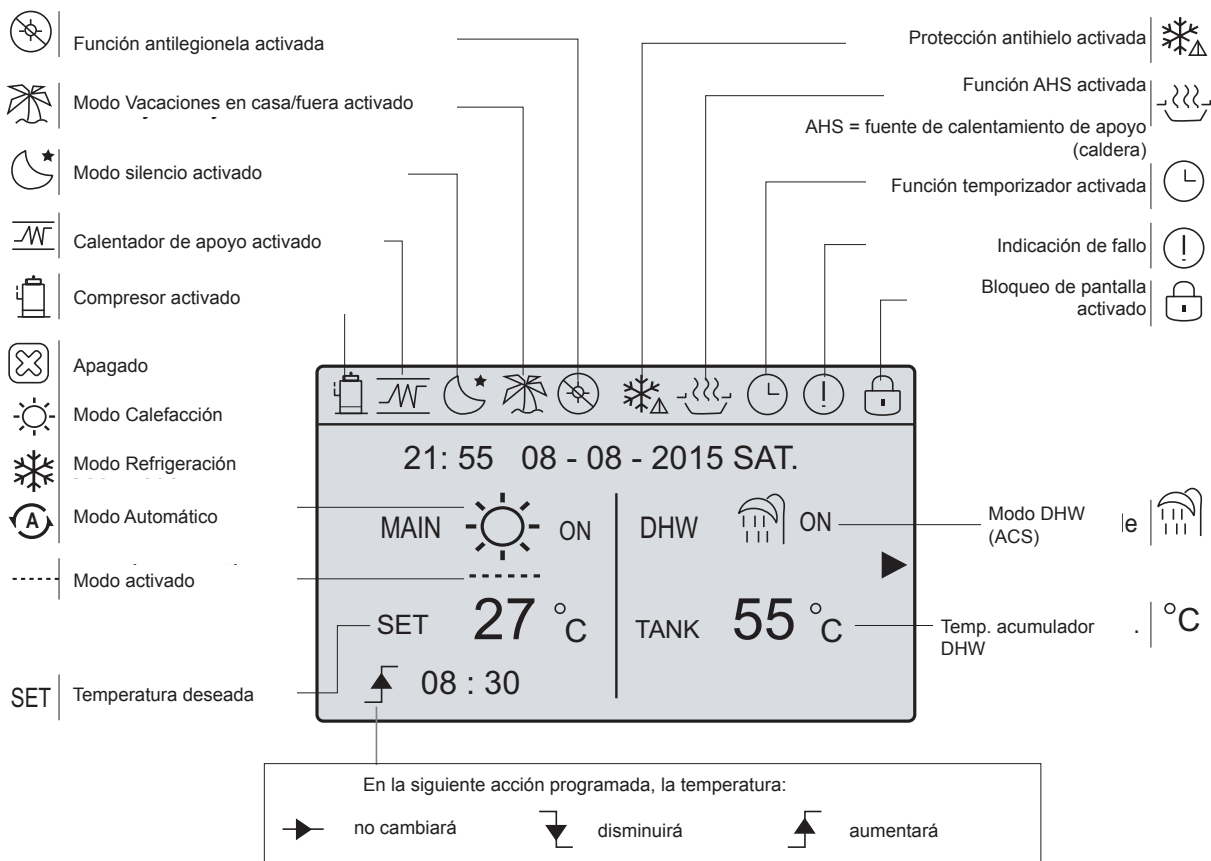 Función antilegionela activada
Modo Vacaciones en casa/fuera activado
Modo silencio activado
Calentador de apoyo activado
Compresor activado
Apagado
Modo Calefacción
Modo Refrigeración
A Modo Automático
Modo activado
SET Temperatura deseada
Protección antihielo activada
Función AHS activada
AHS = fuente de calentamiento de apoyo
(caldera)
Función temporizador activada
Indicación de fallo
Bloqueo de pantalla
activado
21: 55 08 - 08 - 2015 SAT.
MAIN ON
DHW ON
SET 27 °C
TANK 55 °C
08 : 30
Modo DHW
(ACS)
e
Temp. acumulador
DHW
. °C
En la siguiente acción programada, la temperatura:
no cambiará disminuirá aumentará